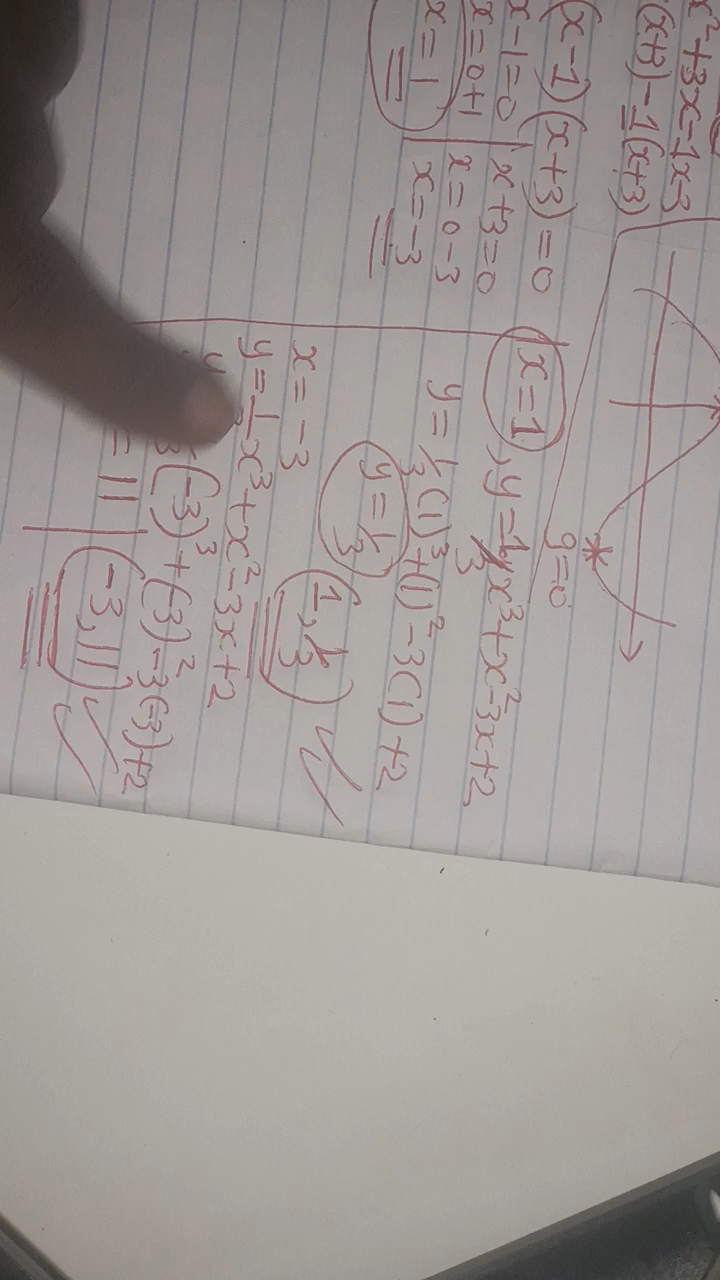 x² + 3x - 1x - 3
(x+3) - 1(x+3)
(x-1)(x+3) = 0
x-1=0 | x+3=0
x=0+1 | x=0-3
x=1 | x=-3
y=0
x=1, y=1/3x³+x²-3x+2
y=1/3(1)³+(1)²-3(1)+2
y=1/3
(1, 1/3)
x=-3
y=1/3x³+x²-3x+2
(-3)³+(-3)²-3(-3)+2
= 11
(-3, 11)